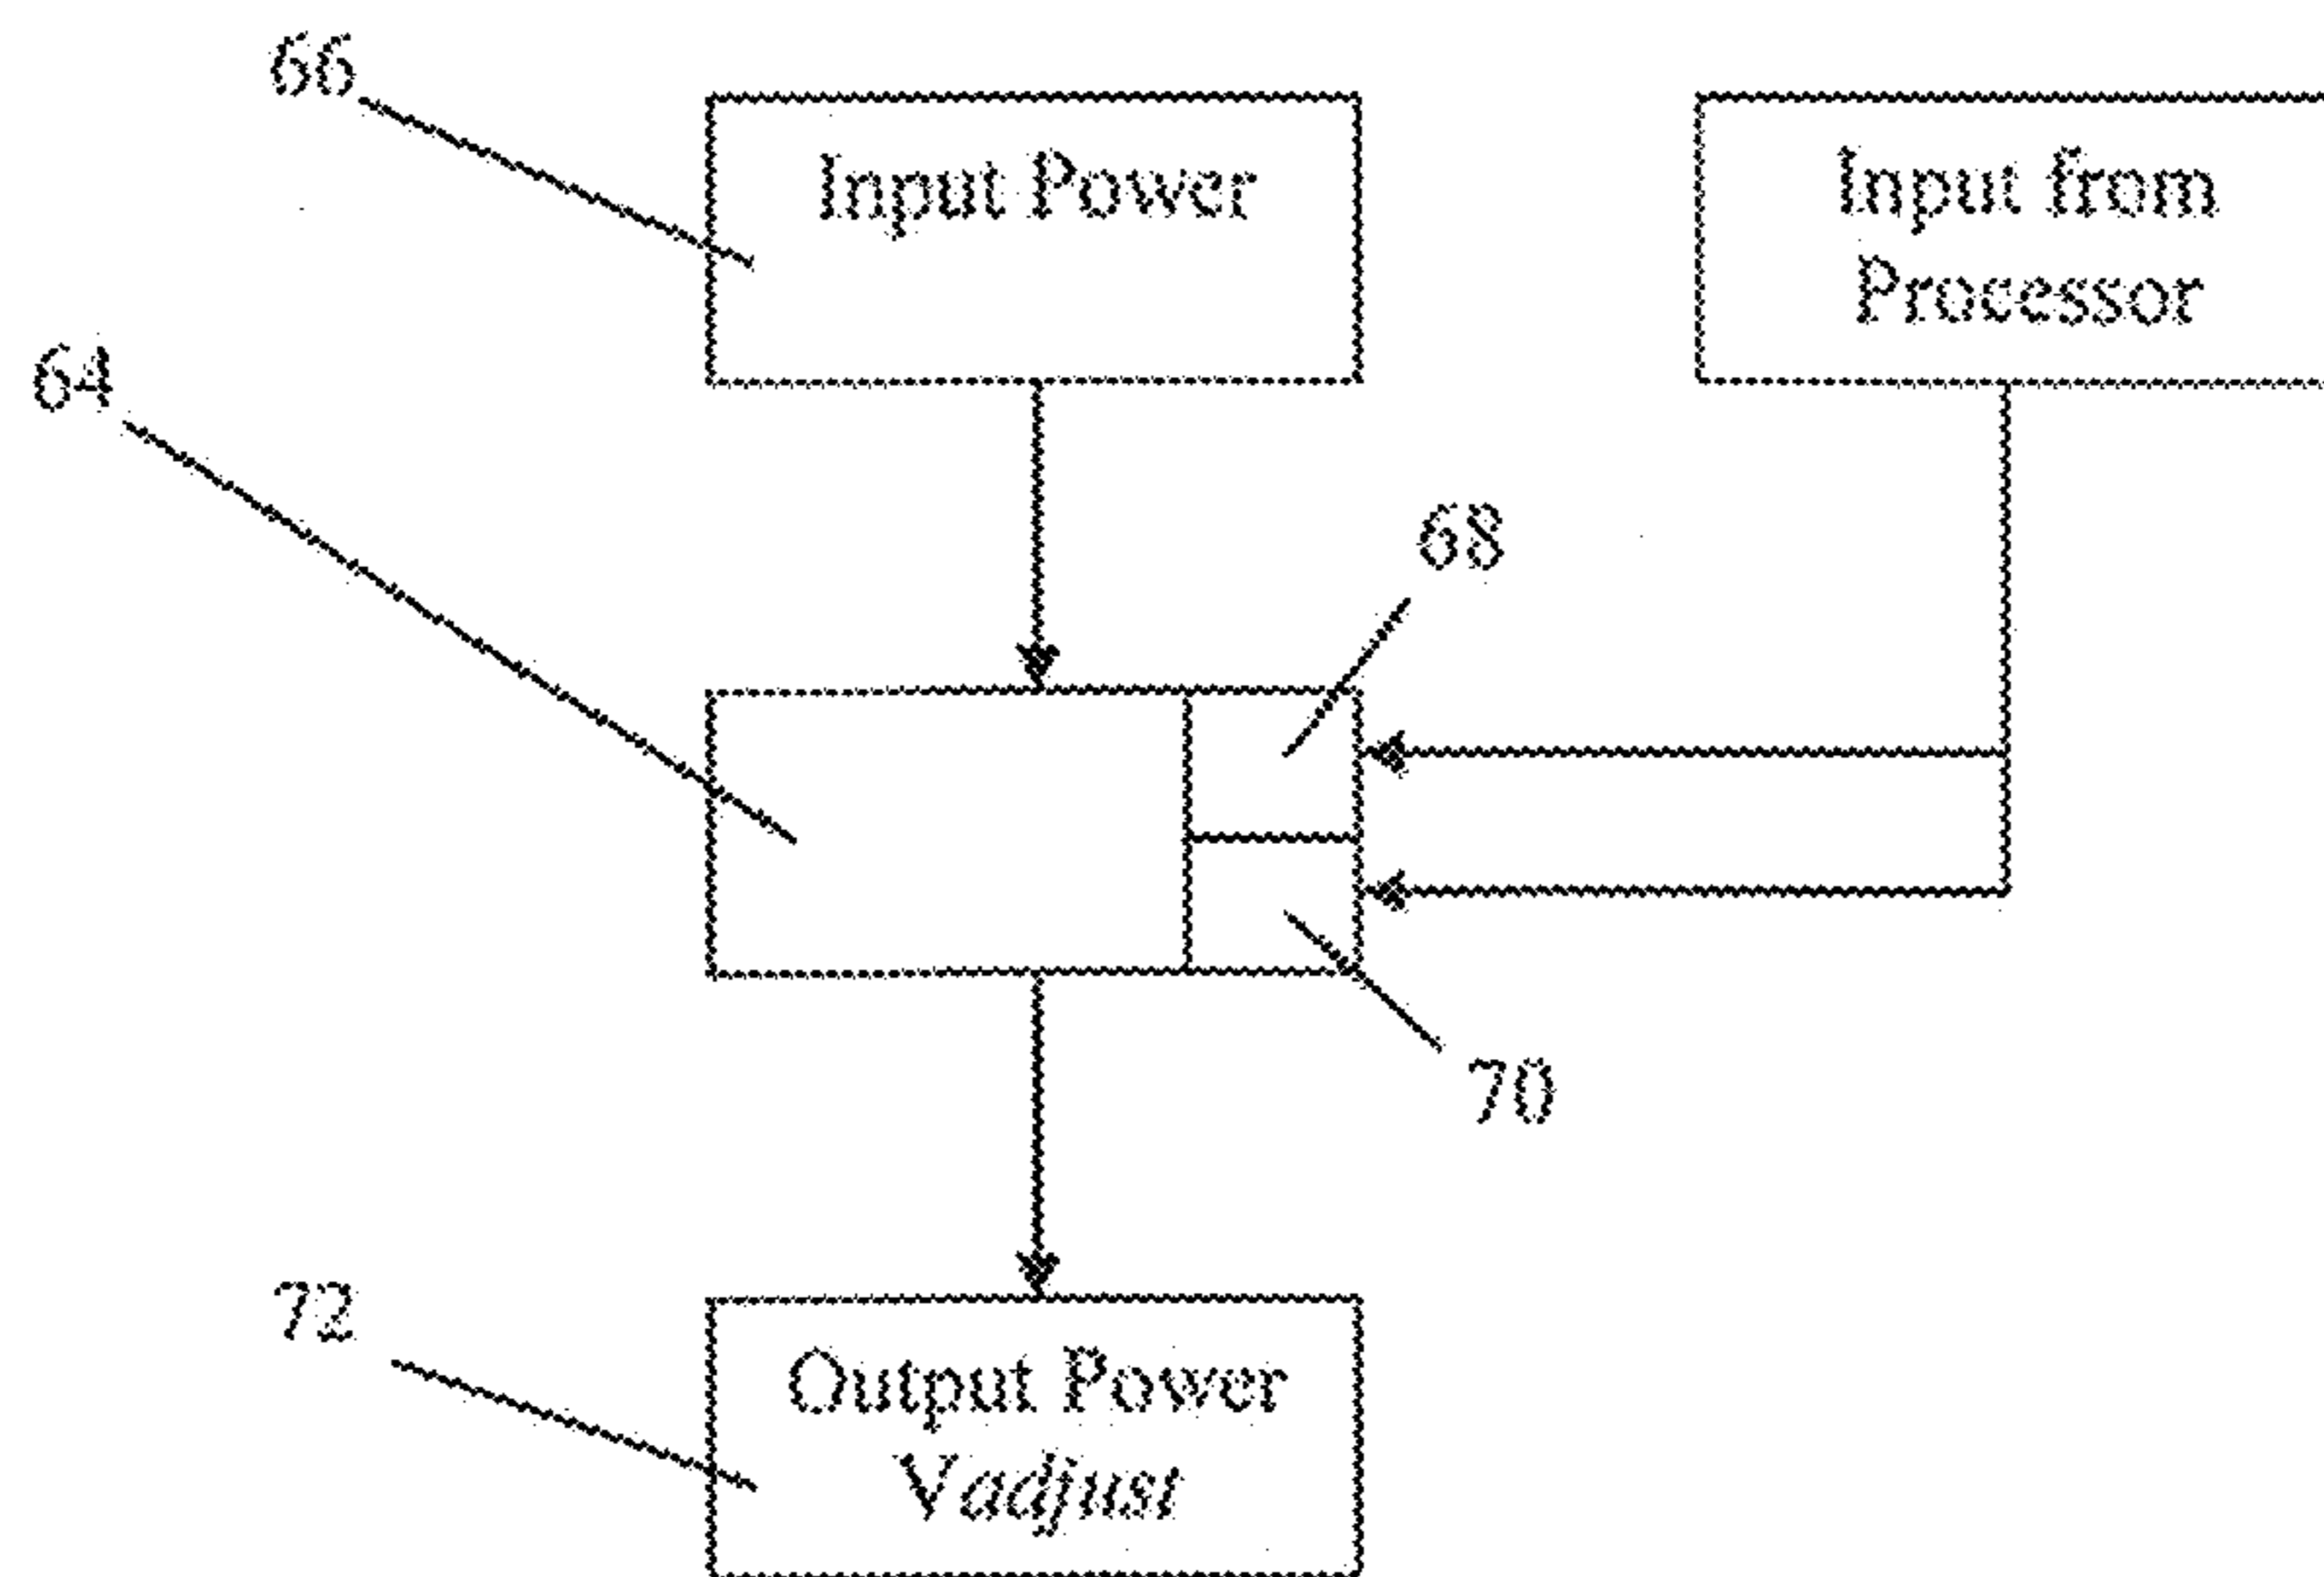 66
Input Power
Input from
Processor
64
68
70
72
Output Power
Vadjust